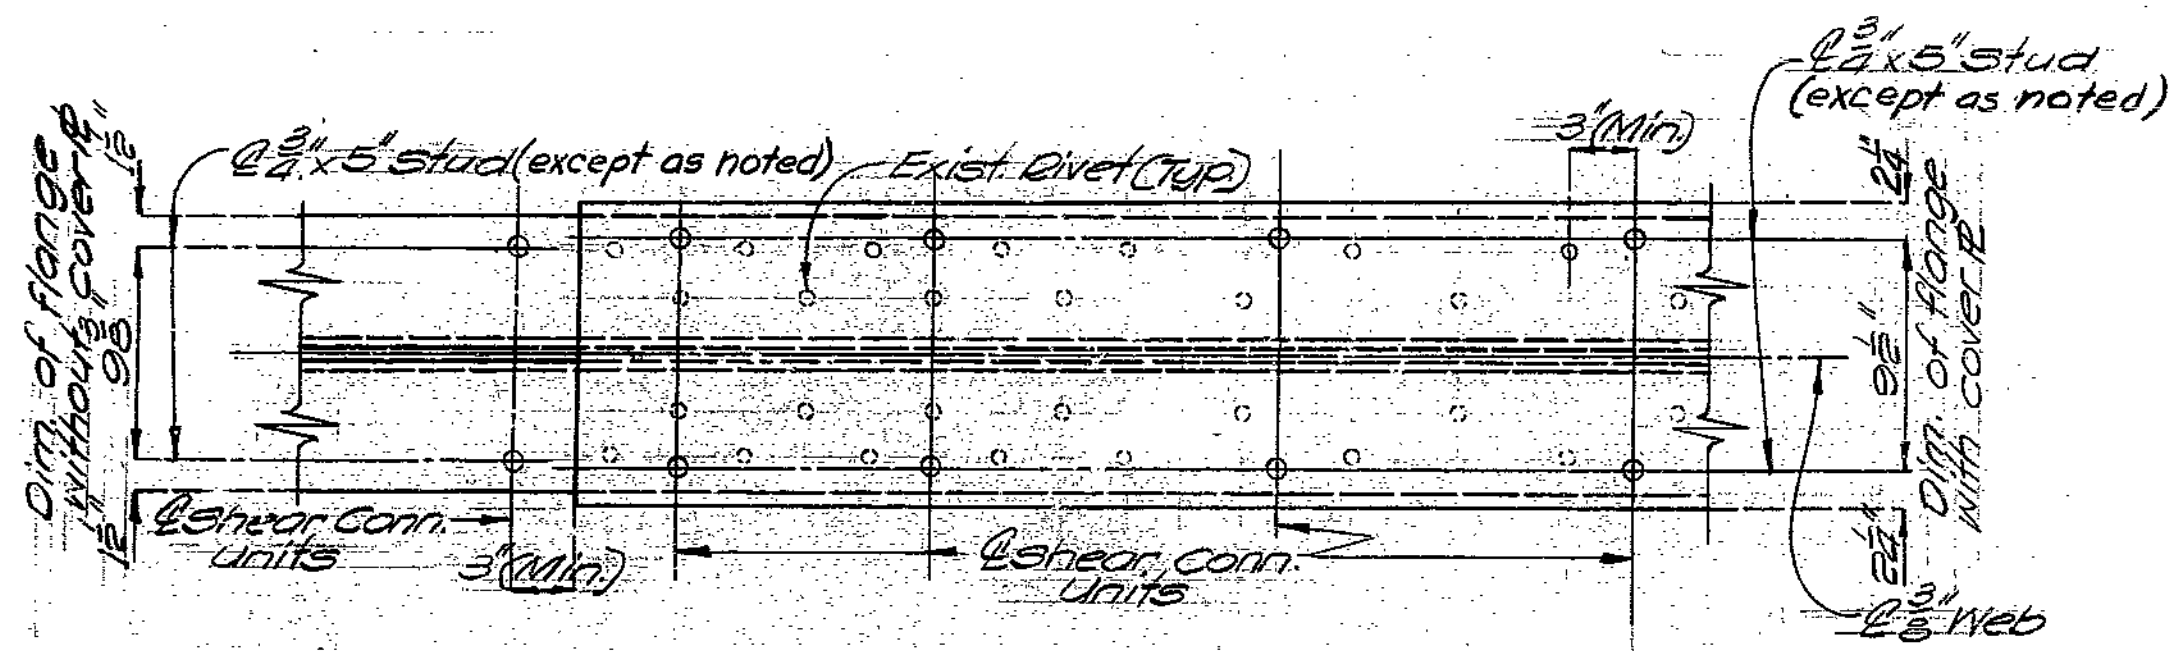 ℄ 3/4" x 5" Stud
(except as noted)
3"(Min.)
℄ 3/4" x 5" Stud (except as noted)
Exist. Rivet (Typ.)
Dim. of flange
without cover ℙ
1 1/2"
9 3/8"
1 1/2"
2 1/4"
9 1/2"
2 1/4"
Dim. of flange
with cover ℙ
℄ shear conn.
units
3"(Min.)
℄ shear conn.
units
℄ 3/8" Web